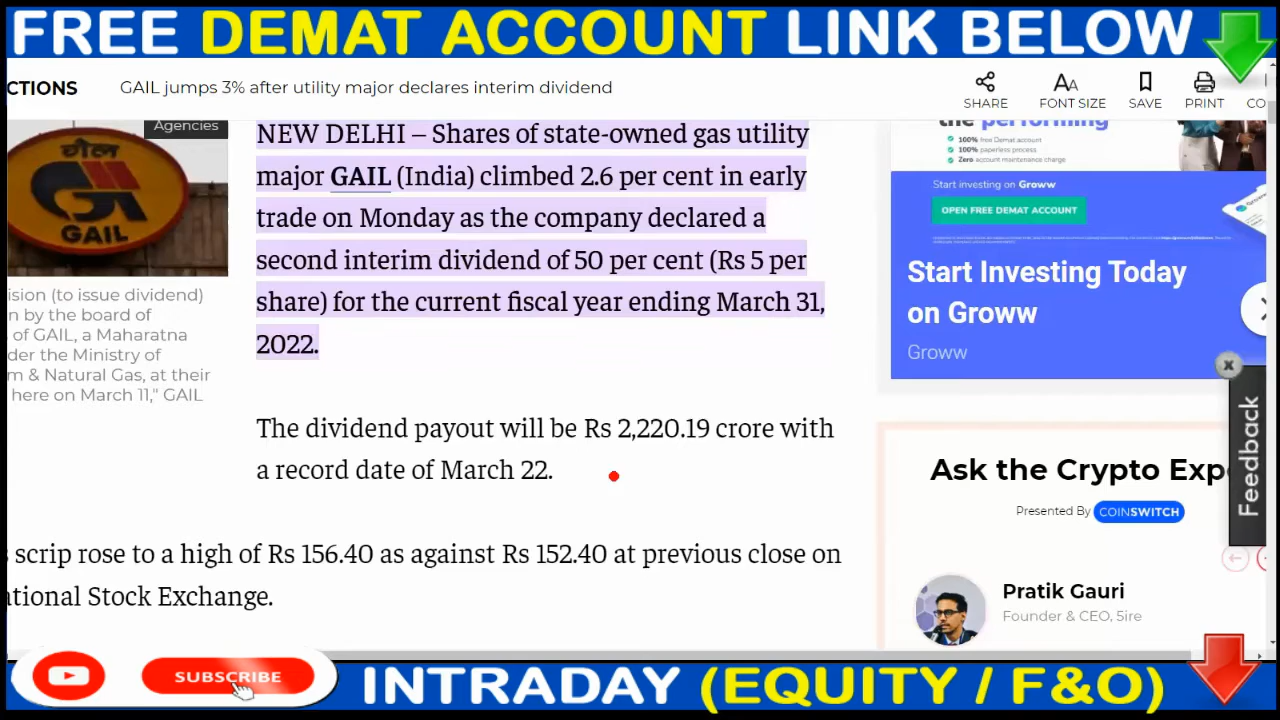 FREE DEMAT ACCOUNT LINK BELOW
CTIONS
GAIL jumps 3% after utility major declares interim dividend
SHARE
FONT SIZE
SAVE
PRINT
CO
Agencies
गेल
GAIL
NEW DELHI – Shares of state-owned gas utility
major GAIL (India) climbed 2.6 per cent in early
trade on Monday as the company declared a
second interim dividend of 50 per cent (Rs 5 per
share) for the current fiscal year ending March 31,
2022.
ision (to issue dividend)
n by the board of
of GAIL, a Maharatna
der the Ministry of
m & Natural Gas, at their
here on March 11," GAIL
The dividend payout will be Rs 2,220.19 crore with
a record date of March 22.
s scrip rose to a high of Rs 156.40 as against Rs 152.40 at previous close on
ational Stock Exchange.
the performing
100% free Demat account
100% paperless process
Zero account maintenance charge
Start investing on Groww
OPEN FREE DEMAT ACCOUNT
Start Investing Today
on Groww
Groww
x
Feedback
Ask the Crypto Exp
Presented By COINSWITCH
Pratik Gauri
Founder & CEO, 5ire
SUBSCRIBE
INTRADAY (EQUITY / F&O)